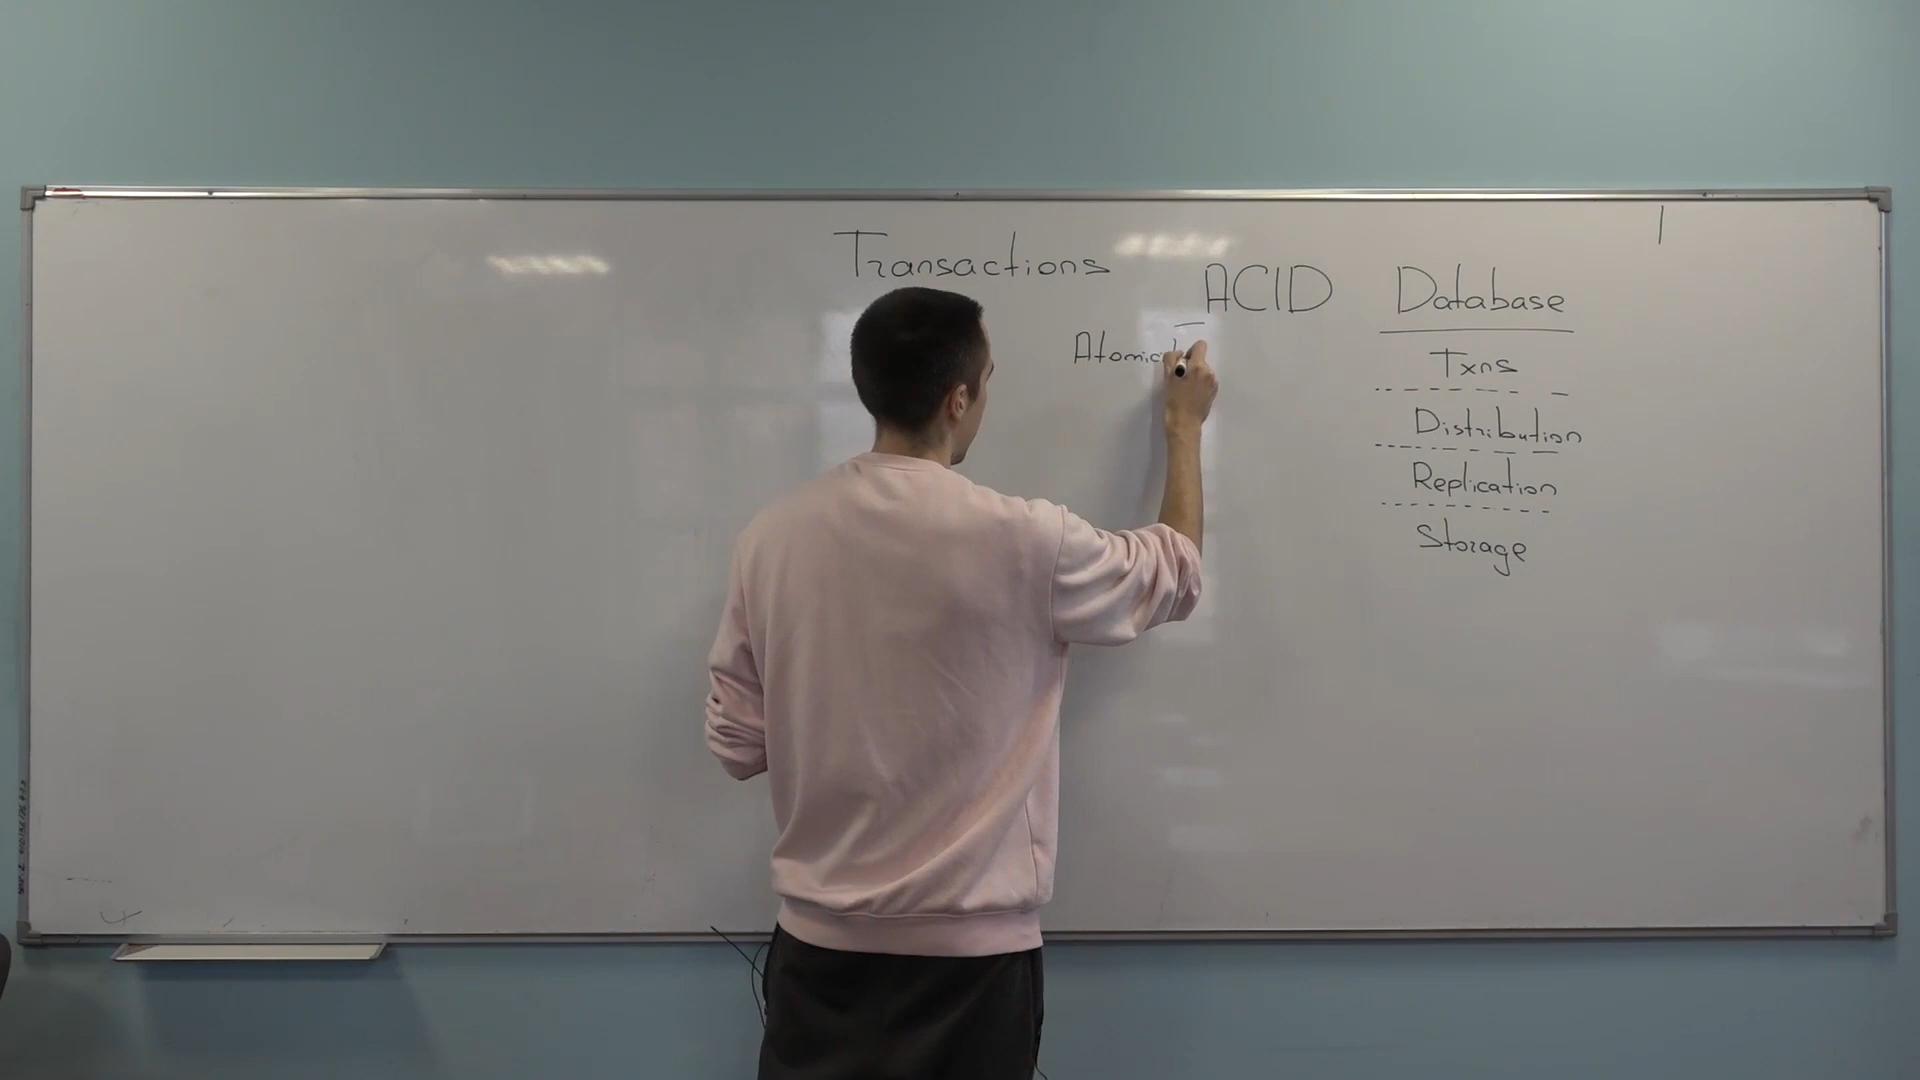 Transactions
ACID
Database
Txns
Distribution
Replication
Storage